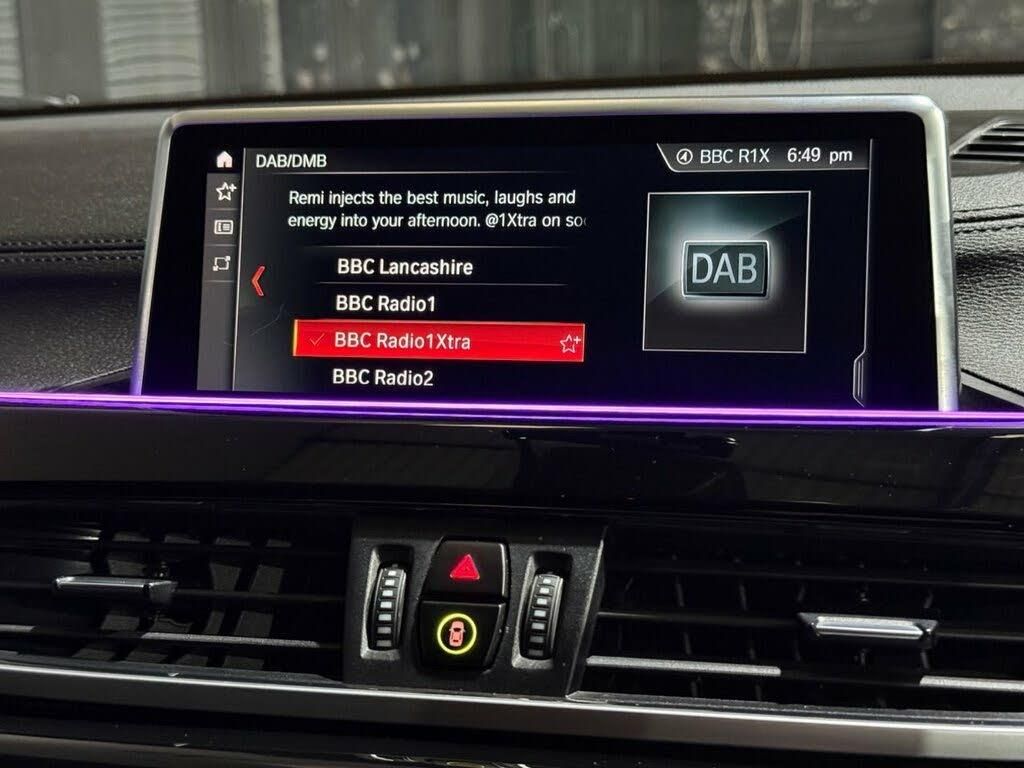 DAB/DMB
BBC R1X 6:49 pm
Remi injects the best music, laughs and
energy into your afternoon. @1Xtra on so
DAB
BBC Lancashire
BBC Radio1
BBC Radio1Xtra
BBC Radio2